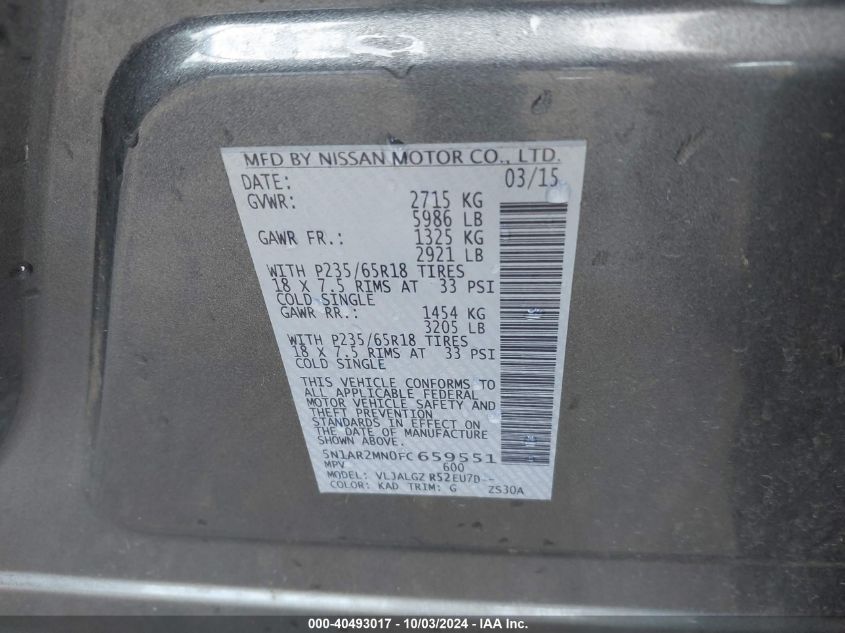 MFD BY NISSAN MOTOR CO., LTD.
DATE: 03/15
GVWR: 2715 KG
5986 LB
GAWR FR.: 1325 KG
2921 LB
WITH P235/65R18 TIRES
18 X 7.5 RIMS AT 33 PSI
COLD SINGLE
GAWR RR.: 1454 KG
3205 LB
WITH P235/65R18 TIRES
18 X 7.5 RIMS AT 33 PSI
COLD SINGLE
THIS VEHICLE CONFORMS TO
ALL APPLICABLE FEDERAL
MOTOR VEHICLE SAFETY AND
THEFT PREVENTION
STANDARDS IN EFFECT ON
THE DATE OF MANUFACTURE
SHOWN ABOVE.
5N1AR2MN0FC659551
MPV 600
MODEL: VLJALGZ R52EU7D--
COLOR: KAD TRIM: G ZS30A
000-40493017 - 10/03/2024 - IAA Inc.